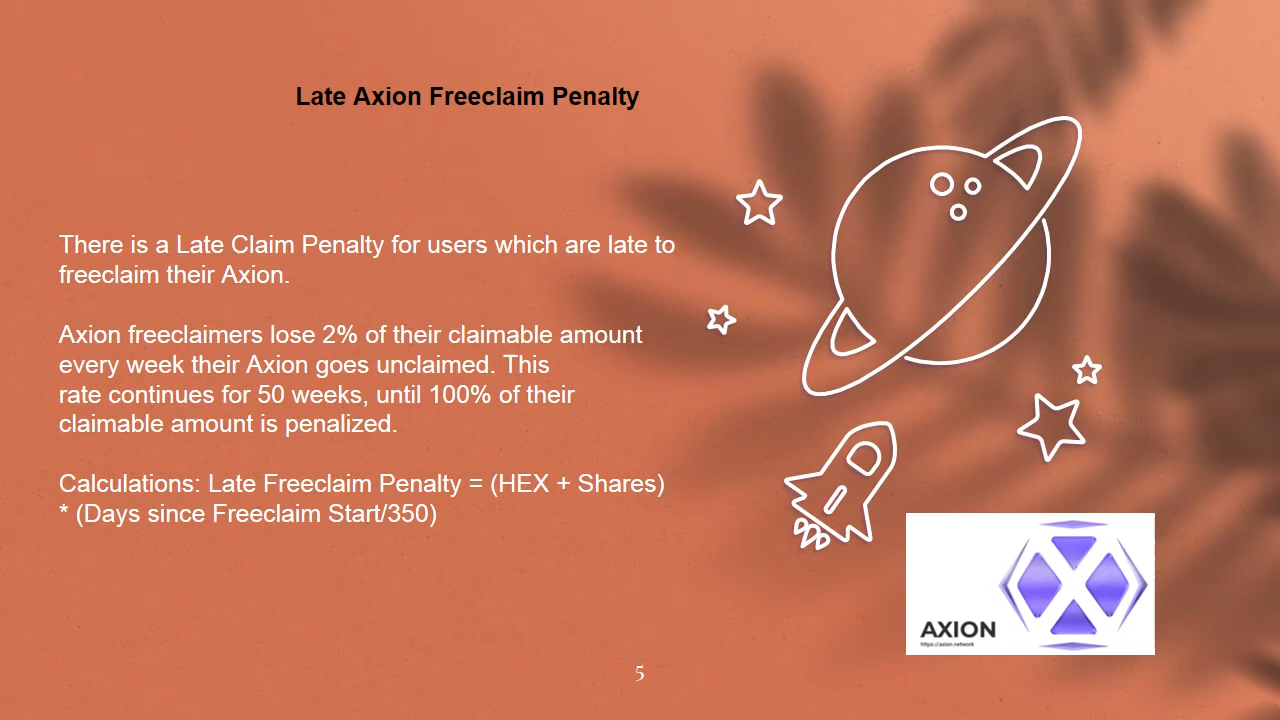 Late Axion Freeclaim Penalty
There is a Late Claim Penalty for users which are late to
freeclaim their Axion.
Axion freeclaimers lose 2% of their claimable amount
every week their Axion goes unclaimed. This
rate continues for 50 weeks, until 100% of their
claimable amount is penalized.
Calculations: Late Freeclaim Penalty = (HEX + Shares)
* (Days since Freeclaim Start/350)
AXION
https://axion.network
5